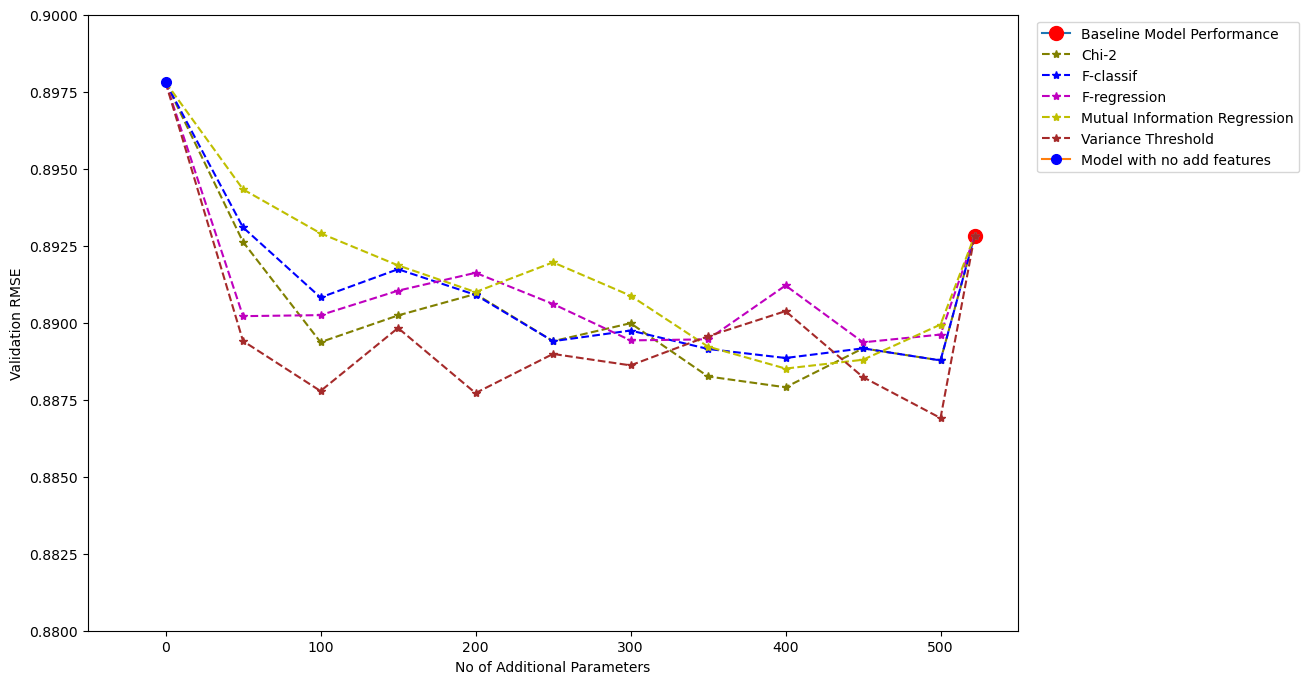 0.9000
0.8975
0.8950
0.8925
0.8900
0.8875
0.8850
0.8825
0.8800
Validation RMSE
0 100 200 300 400 500
No of Additional Parameters
Baseline Model Performance
Chi-2
F-classif
F-regression
Mutual Information Regression
Variance Threshold
Model with no add features